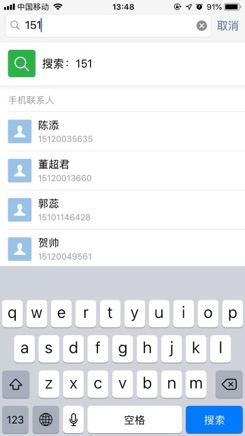 中国移动 13:48 91%
151 取消
搜索：151
手机联系人
陈添
15120035635
董超君
15120013660
郭蕊
15101146428
贺帅
15120049561
q w e r t y u i o p
a s d f g h j k l
z x c v b n m
123 空格 搜索